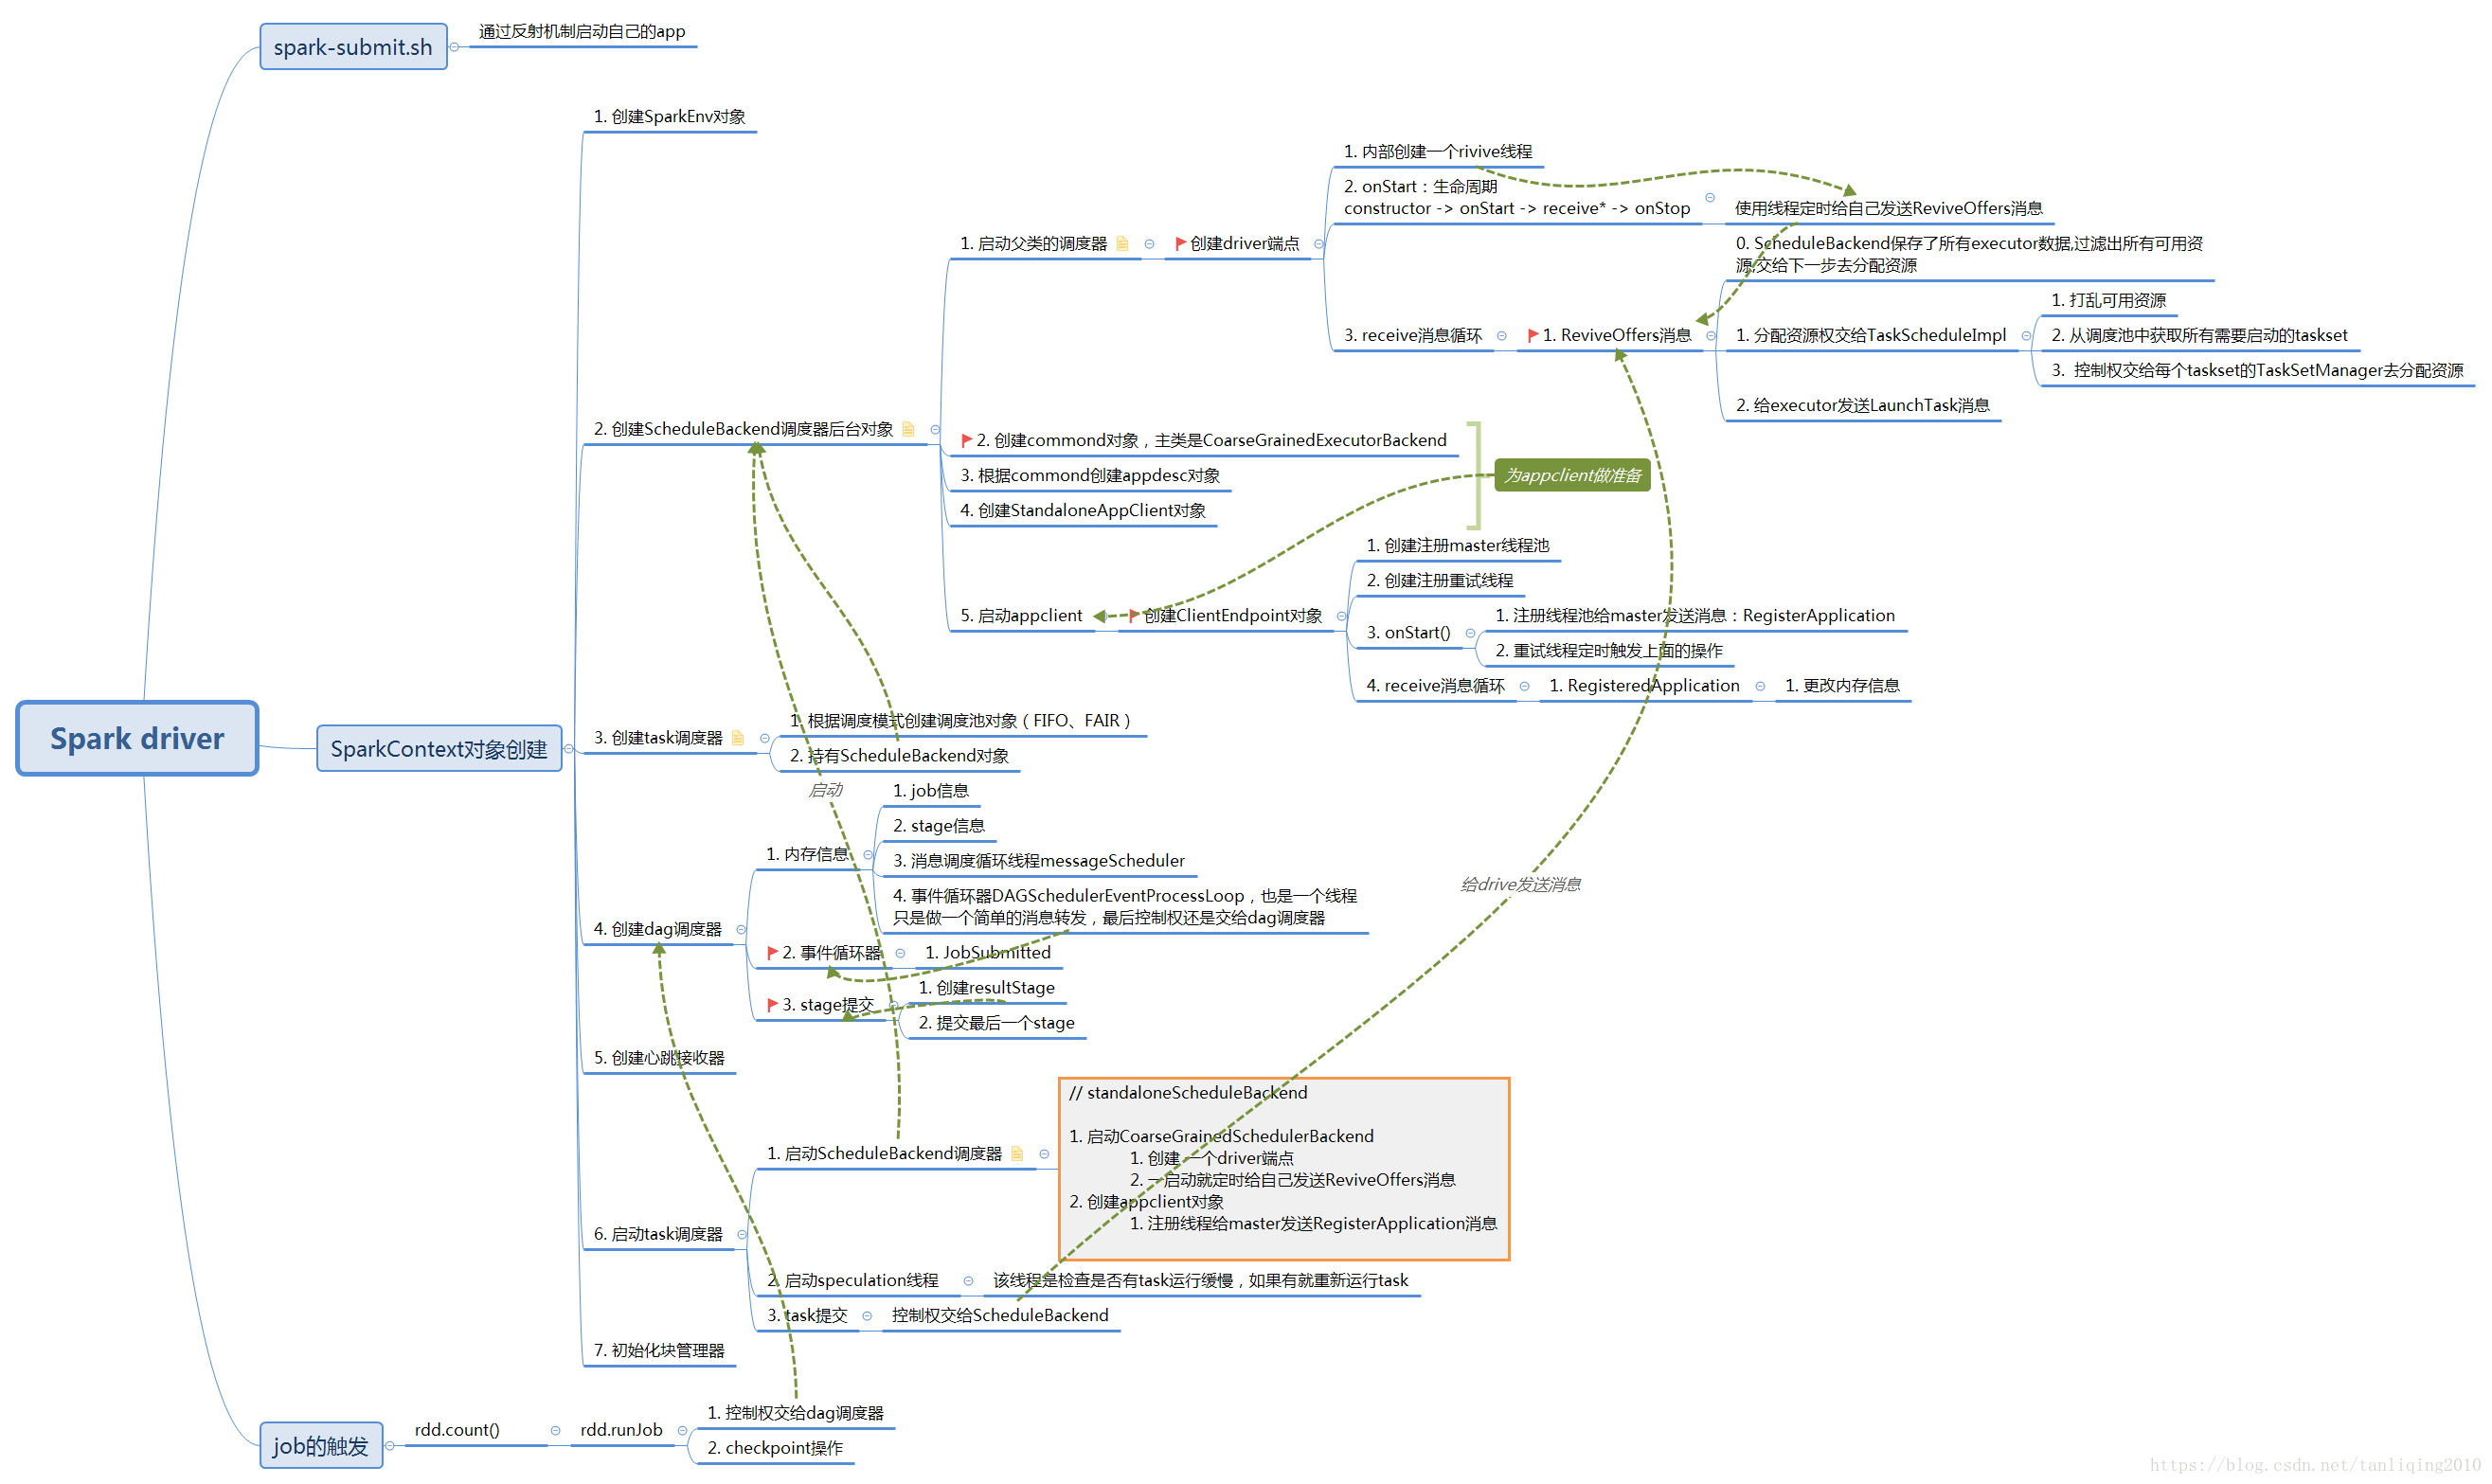 Spark driver
spark-submit.sh
通过反射机制启动自己的app
SparkContext对象创建
1. 创建SparkEnv对象
2. 创建ScheduleBackend调度器后台对象
1. 启动父类的调度器
创建driver端点
1. 内部创建一个rivive线程
2. onStart：生命周期
constructor -> onStart -> receive* -> onStop
使用线程定时给自己发送ReviveOffers消息
3. receive消息循环
1. ReviveOffers消息
0. ScheduleBackend保存了所有executor数据,过滤出所有可用资
源,交给下一步去分配资源
1. 分配资源权交给TaskScheduleImpl
1. 打乱可用资源
2. 从调度池中获取所有需要启动的taskset
3. 控制权交给每个taskset的TaskSetManager去分配资源
2. 给executor发送LaunchTask消息
2. 创建commond对象，主类是CoarseGrainedExecutorBackend
3. 根据commond创建appdesc对象
4. 创建StandaloneAppClient对象
为appclient做准备
5. 启动appclient
创建ClientEndpoint对象
1. 创建注册master线程池
2. 创建注册重试线程
3. onStart()
1. 注册线程池给master发送消息：RegisterApplication
2. 重试线程定时触发上面的操作
4. receive消息循环
1. RegisteredApplication
1. 更改内存信息
3. 创建task调度器
1. 根据调度模式创建调度池对象（FIFO、FAIR）
2. 持有ScheduleBackend对象
启动
4. 创建dag调度器
1. 内存信息
1. job信息
2. stage信息
3. 消息调度循环线程messageScheduler
4. 事件循环器DAGSchedulerEventProcessLoop，也是一个线程
只是做一个简单的消息转发，最后控制权还是交给dag调度器
给drive发送消息
2. 事件循环器
1. JobSubmitted
3. stage提交
1. 创建resultStage
2. 提交最后一个stage
5. 创建心跳接收器
6. 启动task调度器
1. 启动ScheduleBackend调度器
// standaloneScheduleBackend
1. 启动CoarseGrainedSchedulerBackend
1. 创建 一个driver端点
2. 一启动就定时给自己发送ReviveOffers消息
2. 创建appclient对象
1. 注册线程给master发送RegisterApplication消息
2. 启动speculation线程
该线程是检查是否有task运行缓慢，如果有就重新运行task
3. task提交
控制权交给ScheduleBackend
7. 初始化块管理器
job的触发
rdd.count()
rdd.runJob
1. 控制权交给dag调度器
2. checkpoint操作
https://blog.csdn.net/tanliqing2010